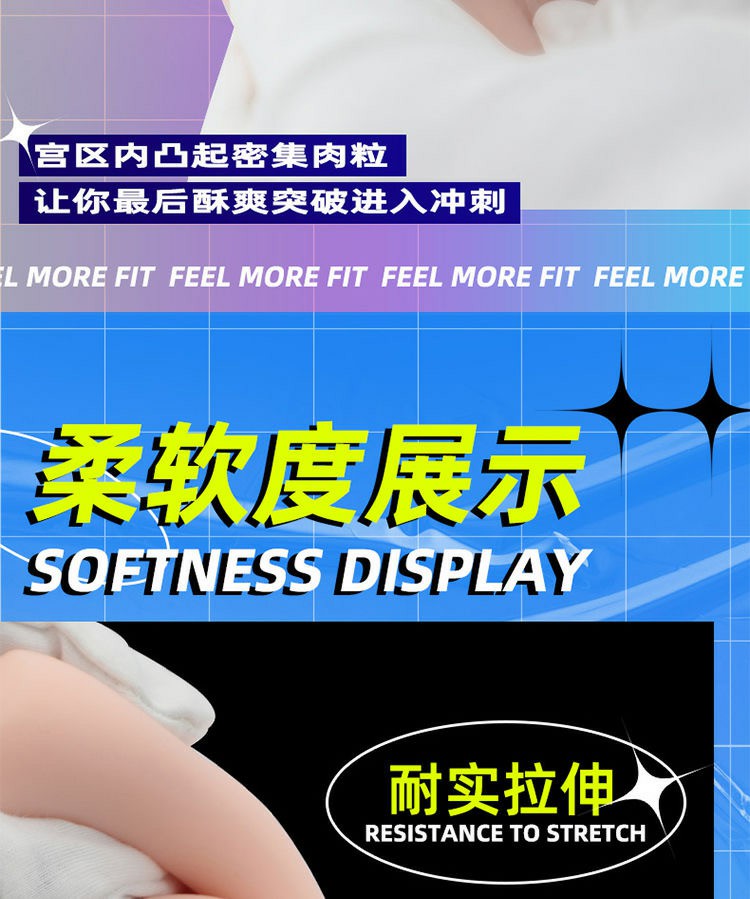 宫区内凸起密集肉粒
让你最后酥爽突破进入冲刺
EL MORE FIT FEEL MORE FIT FEEL MORE FIT FEEL MORE
柔软度展示
SOFTNESS DISPLAY
耐实拉伸
RESISTANCE TO STRETCH